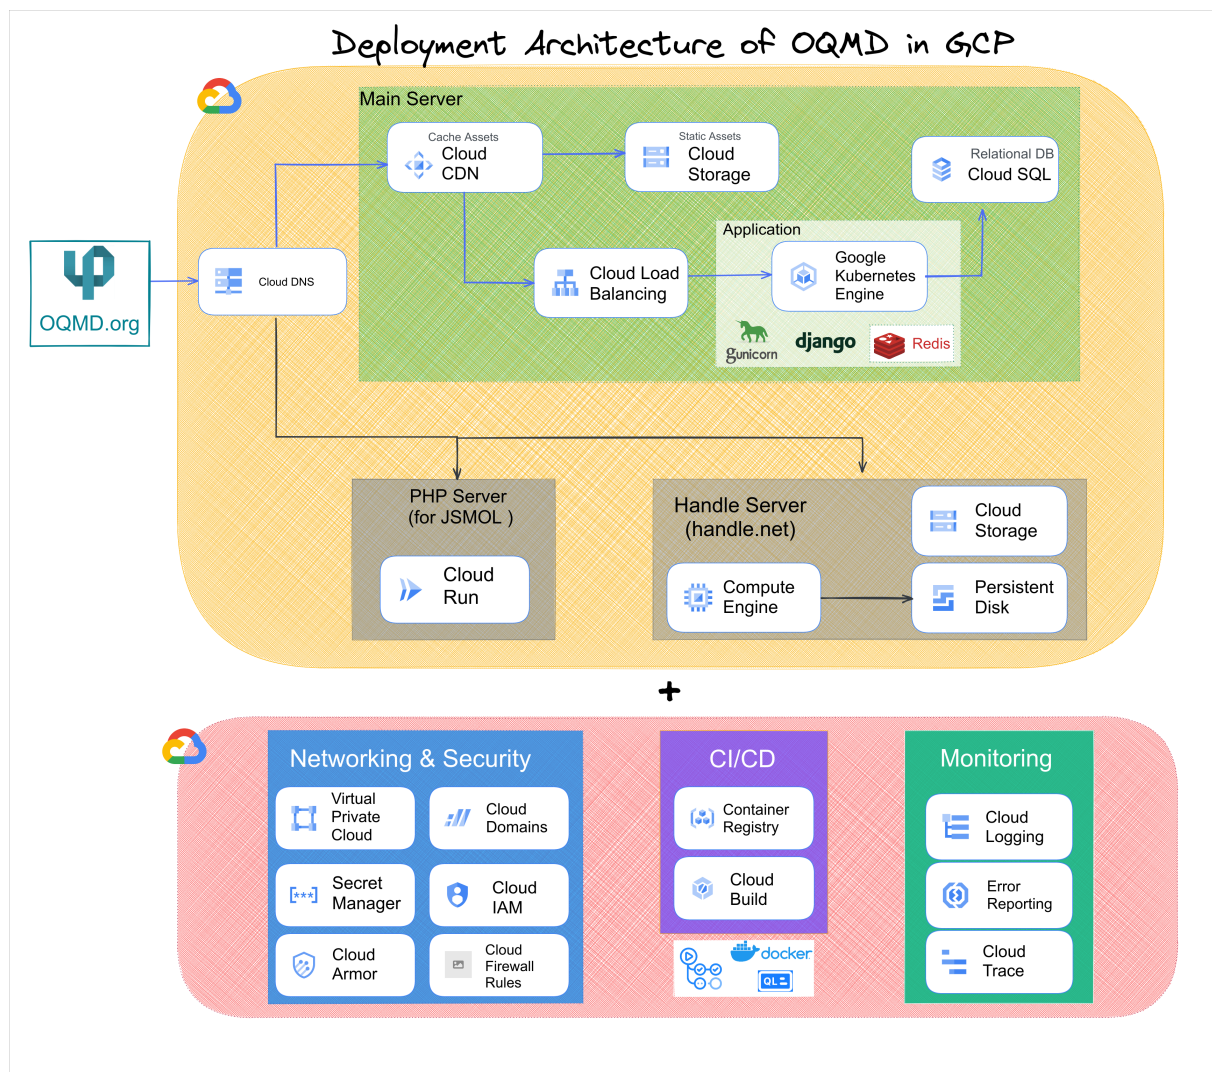 Deployment Architecture of OQMD in GCP
Main Server
Cache Assets
Cloud
CDN
Static Assets
Cloud
Storage
Relational DB
Cloud SQL
Application
Google
Kubernetes
Engine
Cloud Load
Balancing
Cloud DNS
OQMD.org
gunicorn
django
Redis
PHP Server
(for JSMOL )
Cloud
Run
Handle Server
(handle.net)
Cloud
Storage
Compute
Engine
Persistent
Disk
+
Networking & Security
Virtual
Private
Cloud
Cloud
Domains
[***]
Secret
Manager
Cloud
IAM
Cloud
Armor
Cloud
Firewall
Rules
CI/CD
Container
Registry
Cloud
Build
docker
QL
Monitoring
Cloud
Logging
Error
Reporting
Cloud
Trace